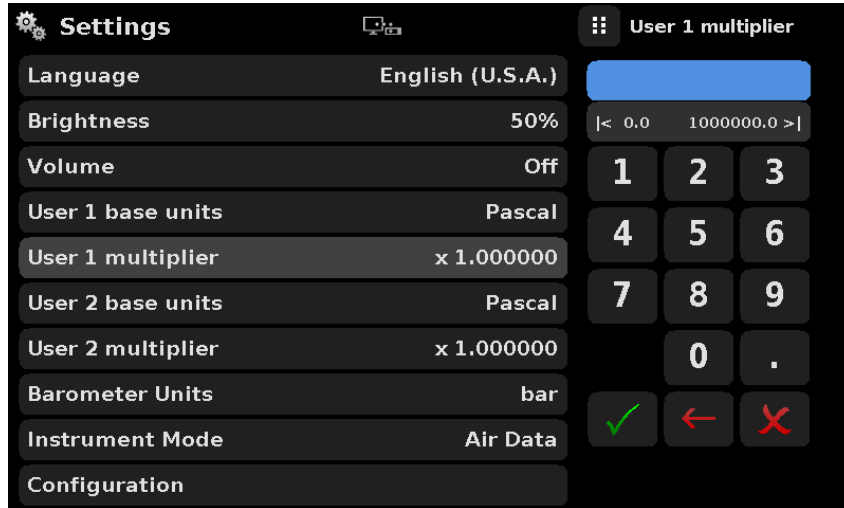 Settings
Language English (U.S.A.)
Brightness 50%
Volume Off
User 1 base units Pascal
User 1 multiplier x 1.000000
User 2 base units Pascal
User 2 multiplier x 1.000000
Barometer Units bar
Instrument Mode Air Data
Configuration
User 1 multiplier
|< 0.0 1000000.0 >|
1 2 3
4 5 6
7 8 9
0 .